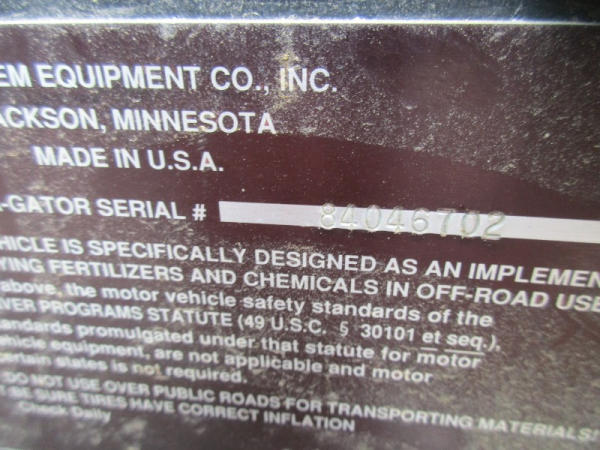 EM EQUIPMENT CO., INC.
ACKSON, MINNESOTA
MADE IN U.S.A.
-GATOR SERIAL # 84046702
HICLE IS SPECIFICALLY DESIGNED AS AN IMPLEMEN
YING FERTILIZERS AND CHEMICALS IN OFF-ROAD USE
above, the motor vehicle safety standards of the
VER PROGRAMS STATUTE (49 U.S.C. § 30101 et seq.),
andards promulgated under that statute for motor
hicle equipment, are not applicable and motor
ertain states is not required.
DO NOT USE OVER PUBLIC ROADS FOR TRANSPORTING MATERIALS!
BE SURE TIRES HAVE CORRECT INFLATION
Check Daily